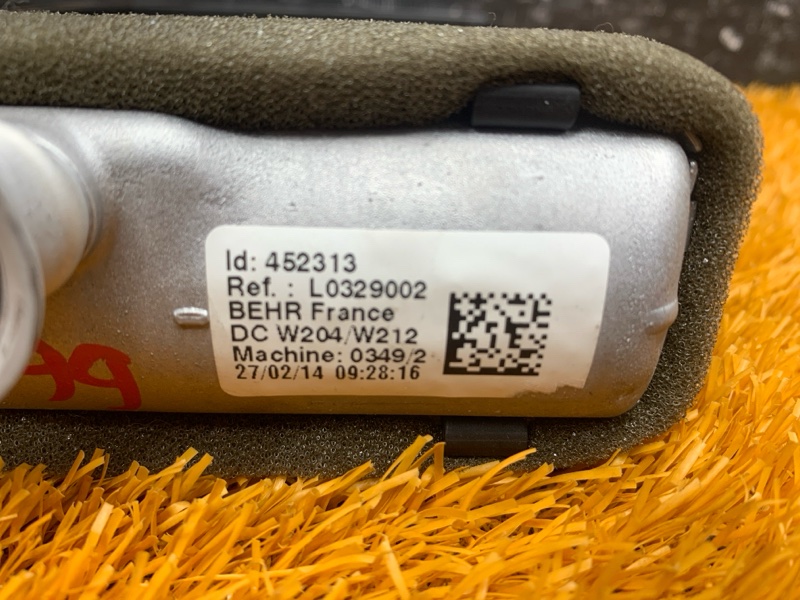 Id: 452313
Ref. : L0329002
BEHR France
DC W204/W212
Machine: 0349/2
27/02/14 09:28:16